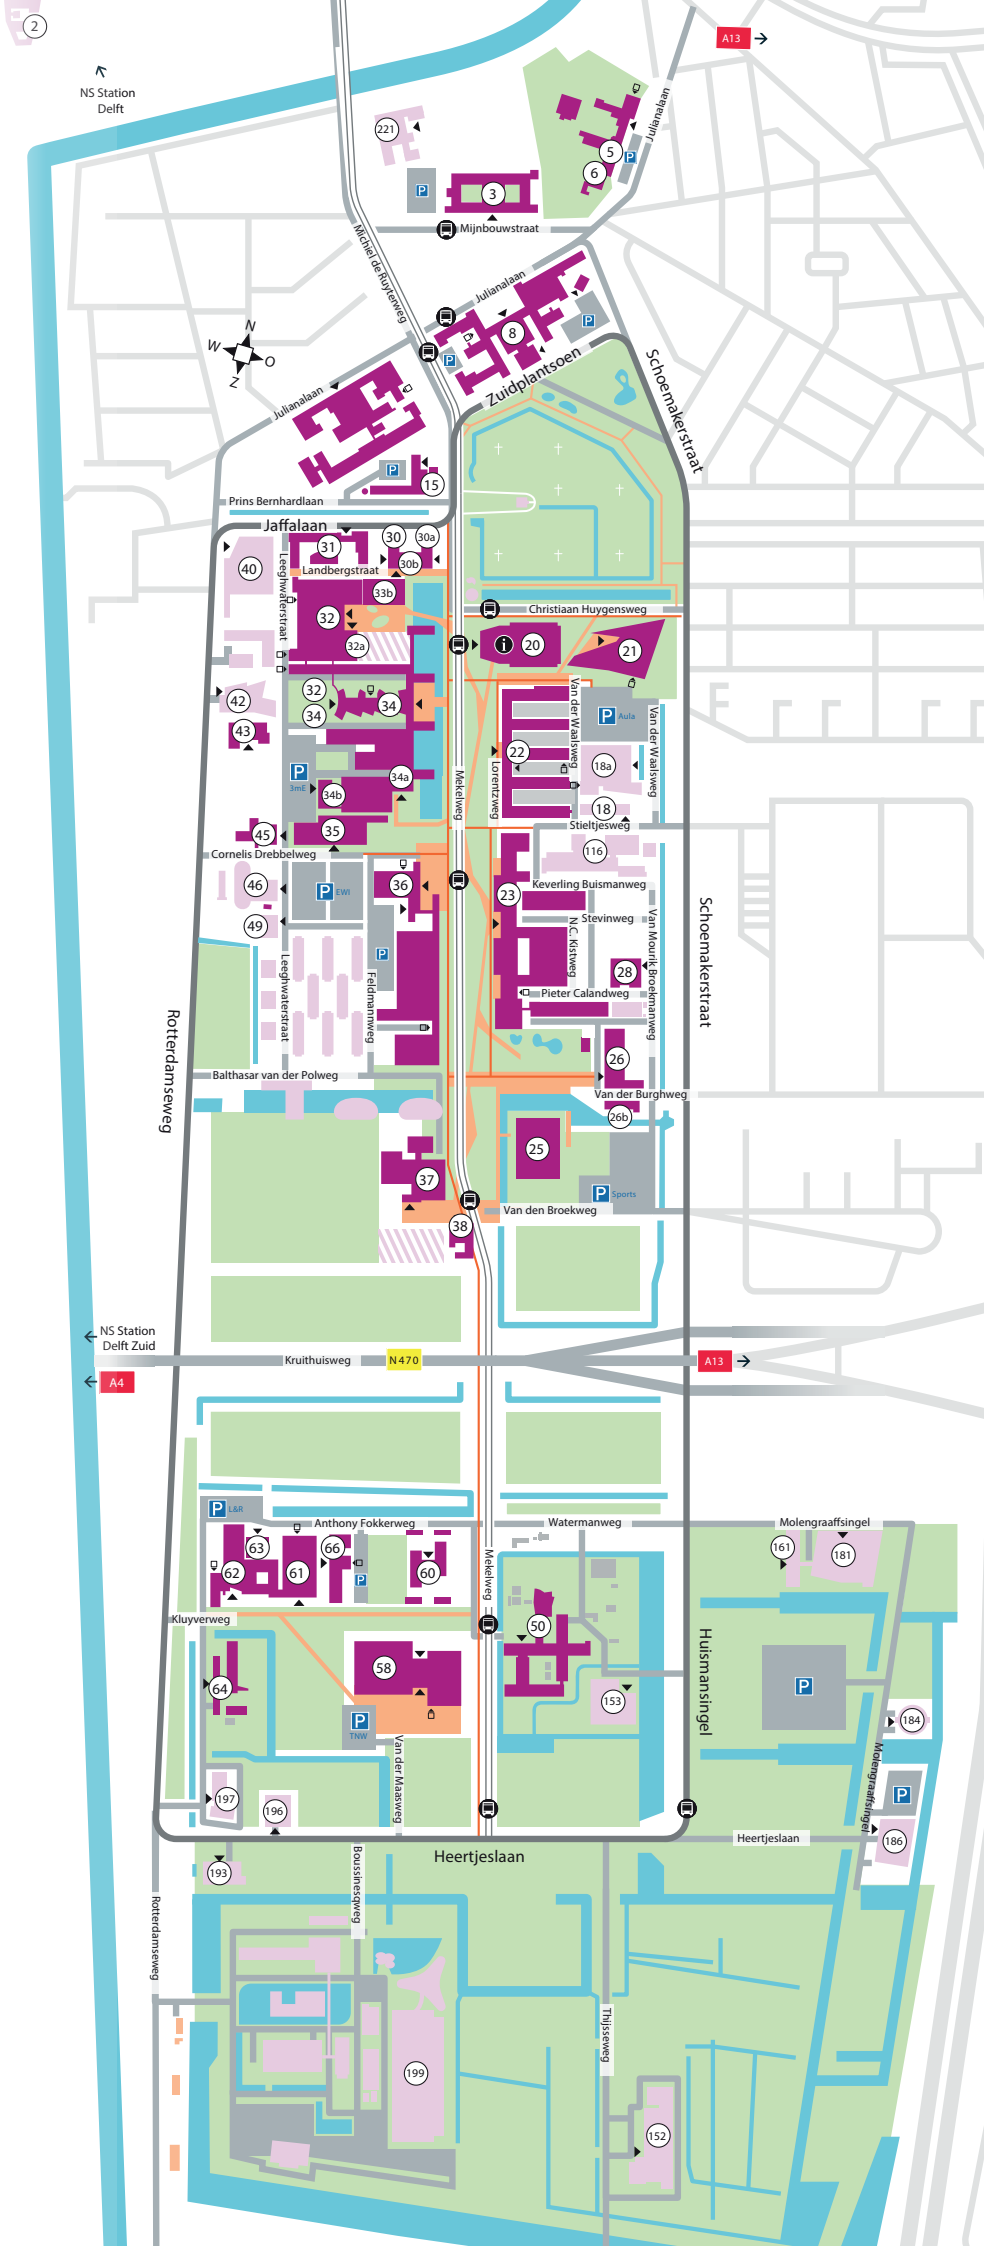 2
A13
NS Station
Delft
221
Julianalaan
5
P
6
P
3
Mijnbouwstraat
Michiel de Ruyterweg
Julianalaan
N
W
O
Z
8
P
P
Zuidplantsoen
Schoemakerstraat
Julianalaan
P
15
Prins Bernhardlaan
Jaffalaan
30
30a
31
30b
40
Landbergstraat
Leeghwaterstraat
33b
32
32a
Christiaan Huygensweg
i
20
21
32
42
34
34
43
Van der Waalsweg
P Aula
Van der Waalsweg
22
18a
P
3mE
34a
34b
Mekelweg
Lorentzweg
18
45
35
Stieltjesweg
Cornelis Drebbelweg
116
46
P EWI
36
23
Keverling Buismanweg
49
Stevinweg
N.C. Kistweg
Van Mourik Broekmanweg
Schoemakerstraat
P
28
Leeghwaterstraat
Feldmannweg
Pieter Calandweg
Rotterdamseweg
26
Balthasar van der Polweg
Van der Burghweg
26b
25
37
P Sports
Van den Broekweg
38
NS Station
Delft Zuid
Kruithuisweg
N470
A13
A4
P L&R
Anthony Fokkerweg
Watermanweg
Molengraaffsingel
63
66
161
181
62
61
P
60
Mekelweg
Kluyverweg
50
Huismansingel
58
64
P
153
P
TNW
184
Van der Maasweg
Molengraaffsingel
197
196
P
Heertjeslaan
186
Heertjeslaan
193
Boussinesqweg
Rotterdamseweg
Thijsseweg
199
152